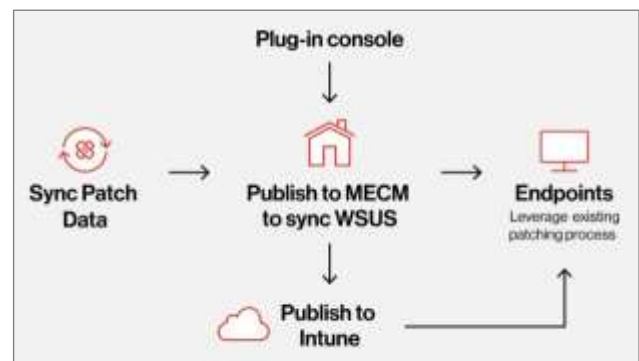 Plug-in console
Sync Patch
Data
Publish to MECM
to sync WSUS
Endpoints
Leverage existing
patching process
Publish to
Intune